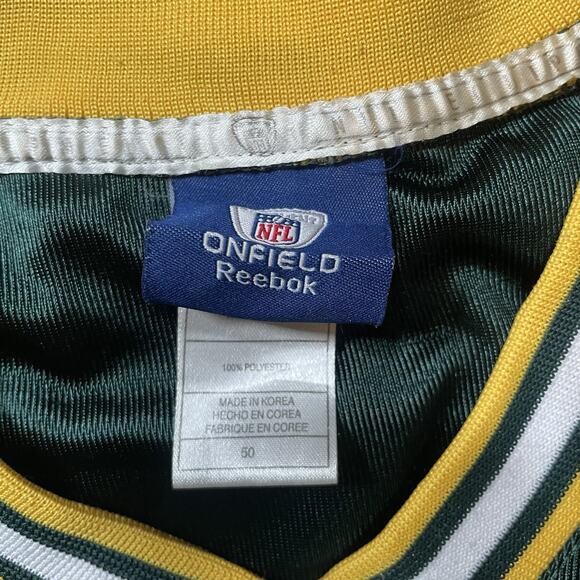 NFL
ONFIELD
Reebok
100% POLYESTER
MADE IN KOREA
HECHO EN COREA
FABRIQUE EN COREE
50